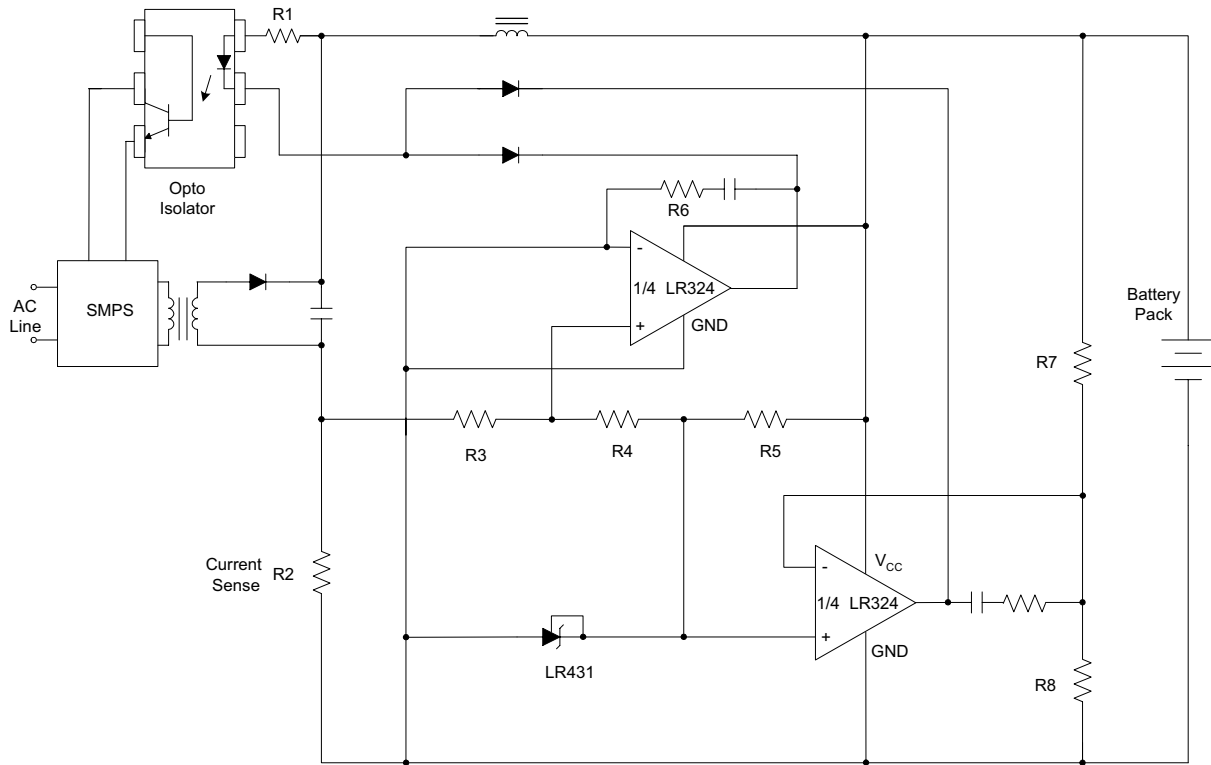 R1
Opto
Isolator
R6
-
1/4 LR324
+
GND
AC
Line
SMPS
Battery
Pack
R7
R3
R4
R5
Current
Sense
R2
-
VCC
1/4 LR324
+
GND
LR431
R8